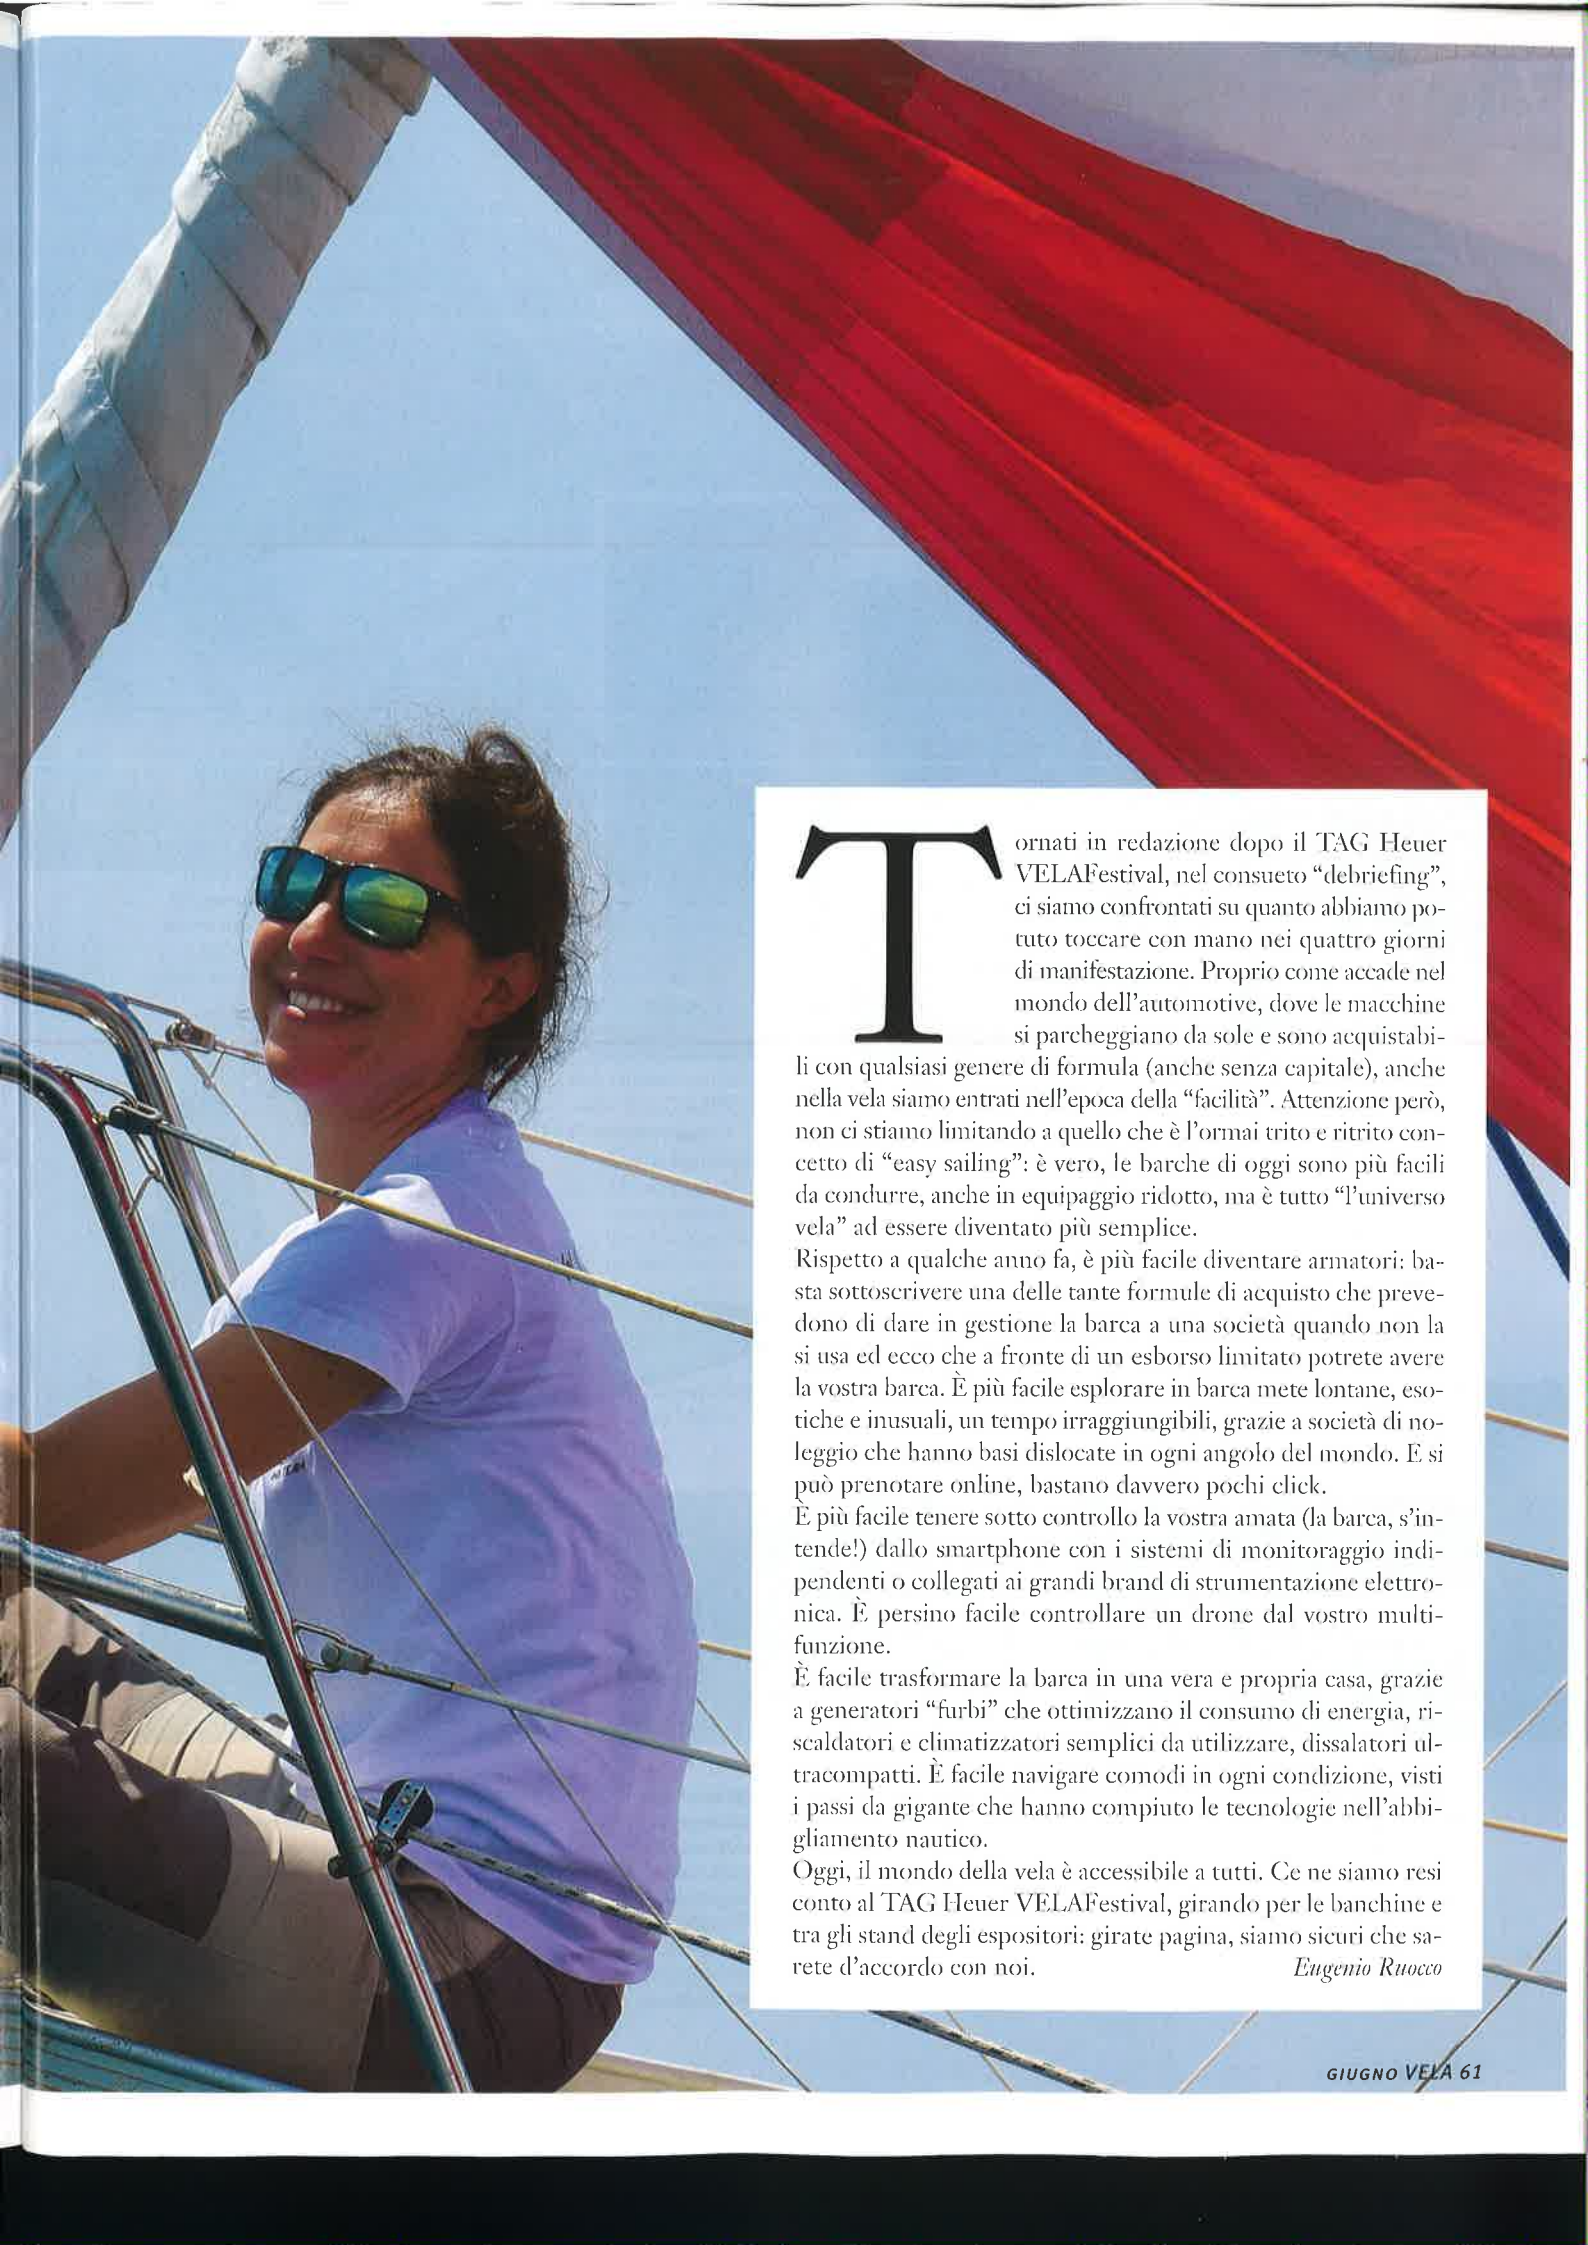 Tornati in redazione dopo il TAG Heuer
VELAFestival, nel consueto “debriefing”,
ci siamo confrontati su quanto abbiamo po-
tuto toccare con mano nei quattro giorni
di manifestazione. Proprio come accade nel
mondo dell’automotive, dove le macchine
si parcheggiano da sole e sono acquistabi-
li con qualsiasi genere di formula (anche senza capitale), anche
nella vela siamo entrati nell’epoca della “facilità”. Attenzione però,
non ci stiamo limitando a quello che è l’ormai trito e ritrito con-
cetto di “easy sailing”: è vero, le barche di oggi sono più facili
da condurre, anche in equipaggio ridotto, ma è tutto “l’universo
vela” ad essere diventato più semplice.
Rispetto a qualche anno fa, è più facile diventare armatori: ba-
sta sottoscrivere una delle tante formule di acquisto che preve-
dono di dare in gestione la barca a una società quando non la
si usa ed ecco che a fronte di un esborso limitato potrete avere
la vostra barca. È più facile esplorare in barca mete lontane, eso-
tiche e inusuali, un tempo irraggiungibili, grazie a società di no-
leggio che hanno basi dislocate in ogni angolo del mondo. E si
può prenotare online, bastano davvero pochi click.
È più facile tenere sotto controllo la vostra amata (la barca, s’in-
tende!) dallo smartphone con i sistemi di monitoraggio indi-
pendenti o collegati ai grandi brand di strumentazione elettro-
nica. È persino facile controllare un drone dal vostro multi-
funzione.
È facile trasformare la barca in una vera e propria casa, grazie
a generatori “furbi” che ottimizzano il consumo di energia, ri-
scaldatori e climatizzatori semplici da utilizzare, dissalatori ul-
tracompatti. È facile navigare comodi in ogni condizione, visti
i passi da gigante che hanno compiuto le tecnologie nell’abbi-
gliamento nautico.
Oggi, il mondo della vela è accessibile a tutti. Ce ne siamo resi
conto al TAG Heuer VELAFestival, girando per le banchine e
tra gli stand degli espositori: girate pagina, siamo sicuri che sa-
rete d’accordo con noi. Eugenio Ruocco
GIUGNO VELA 61